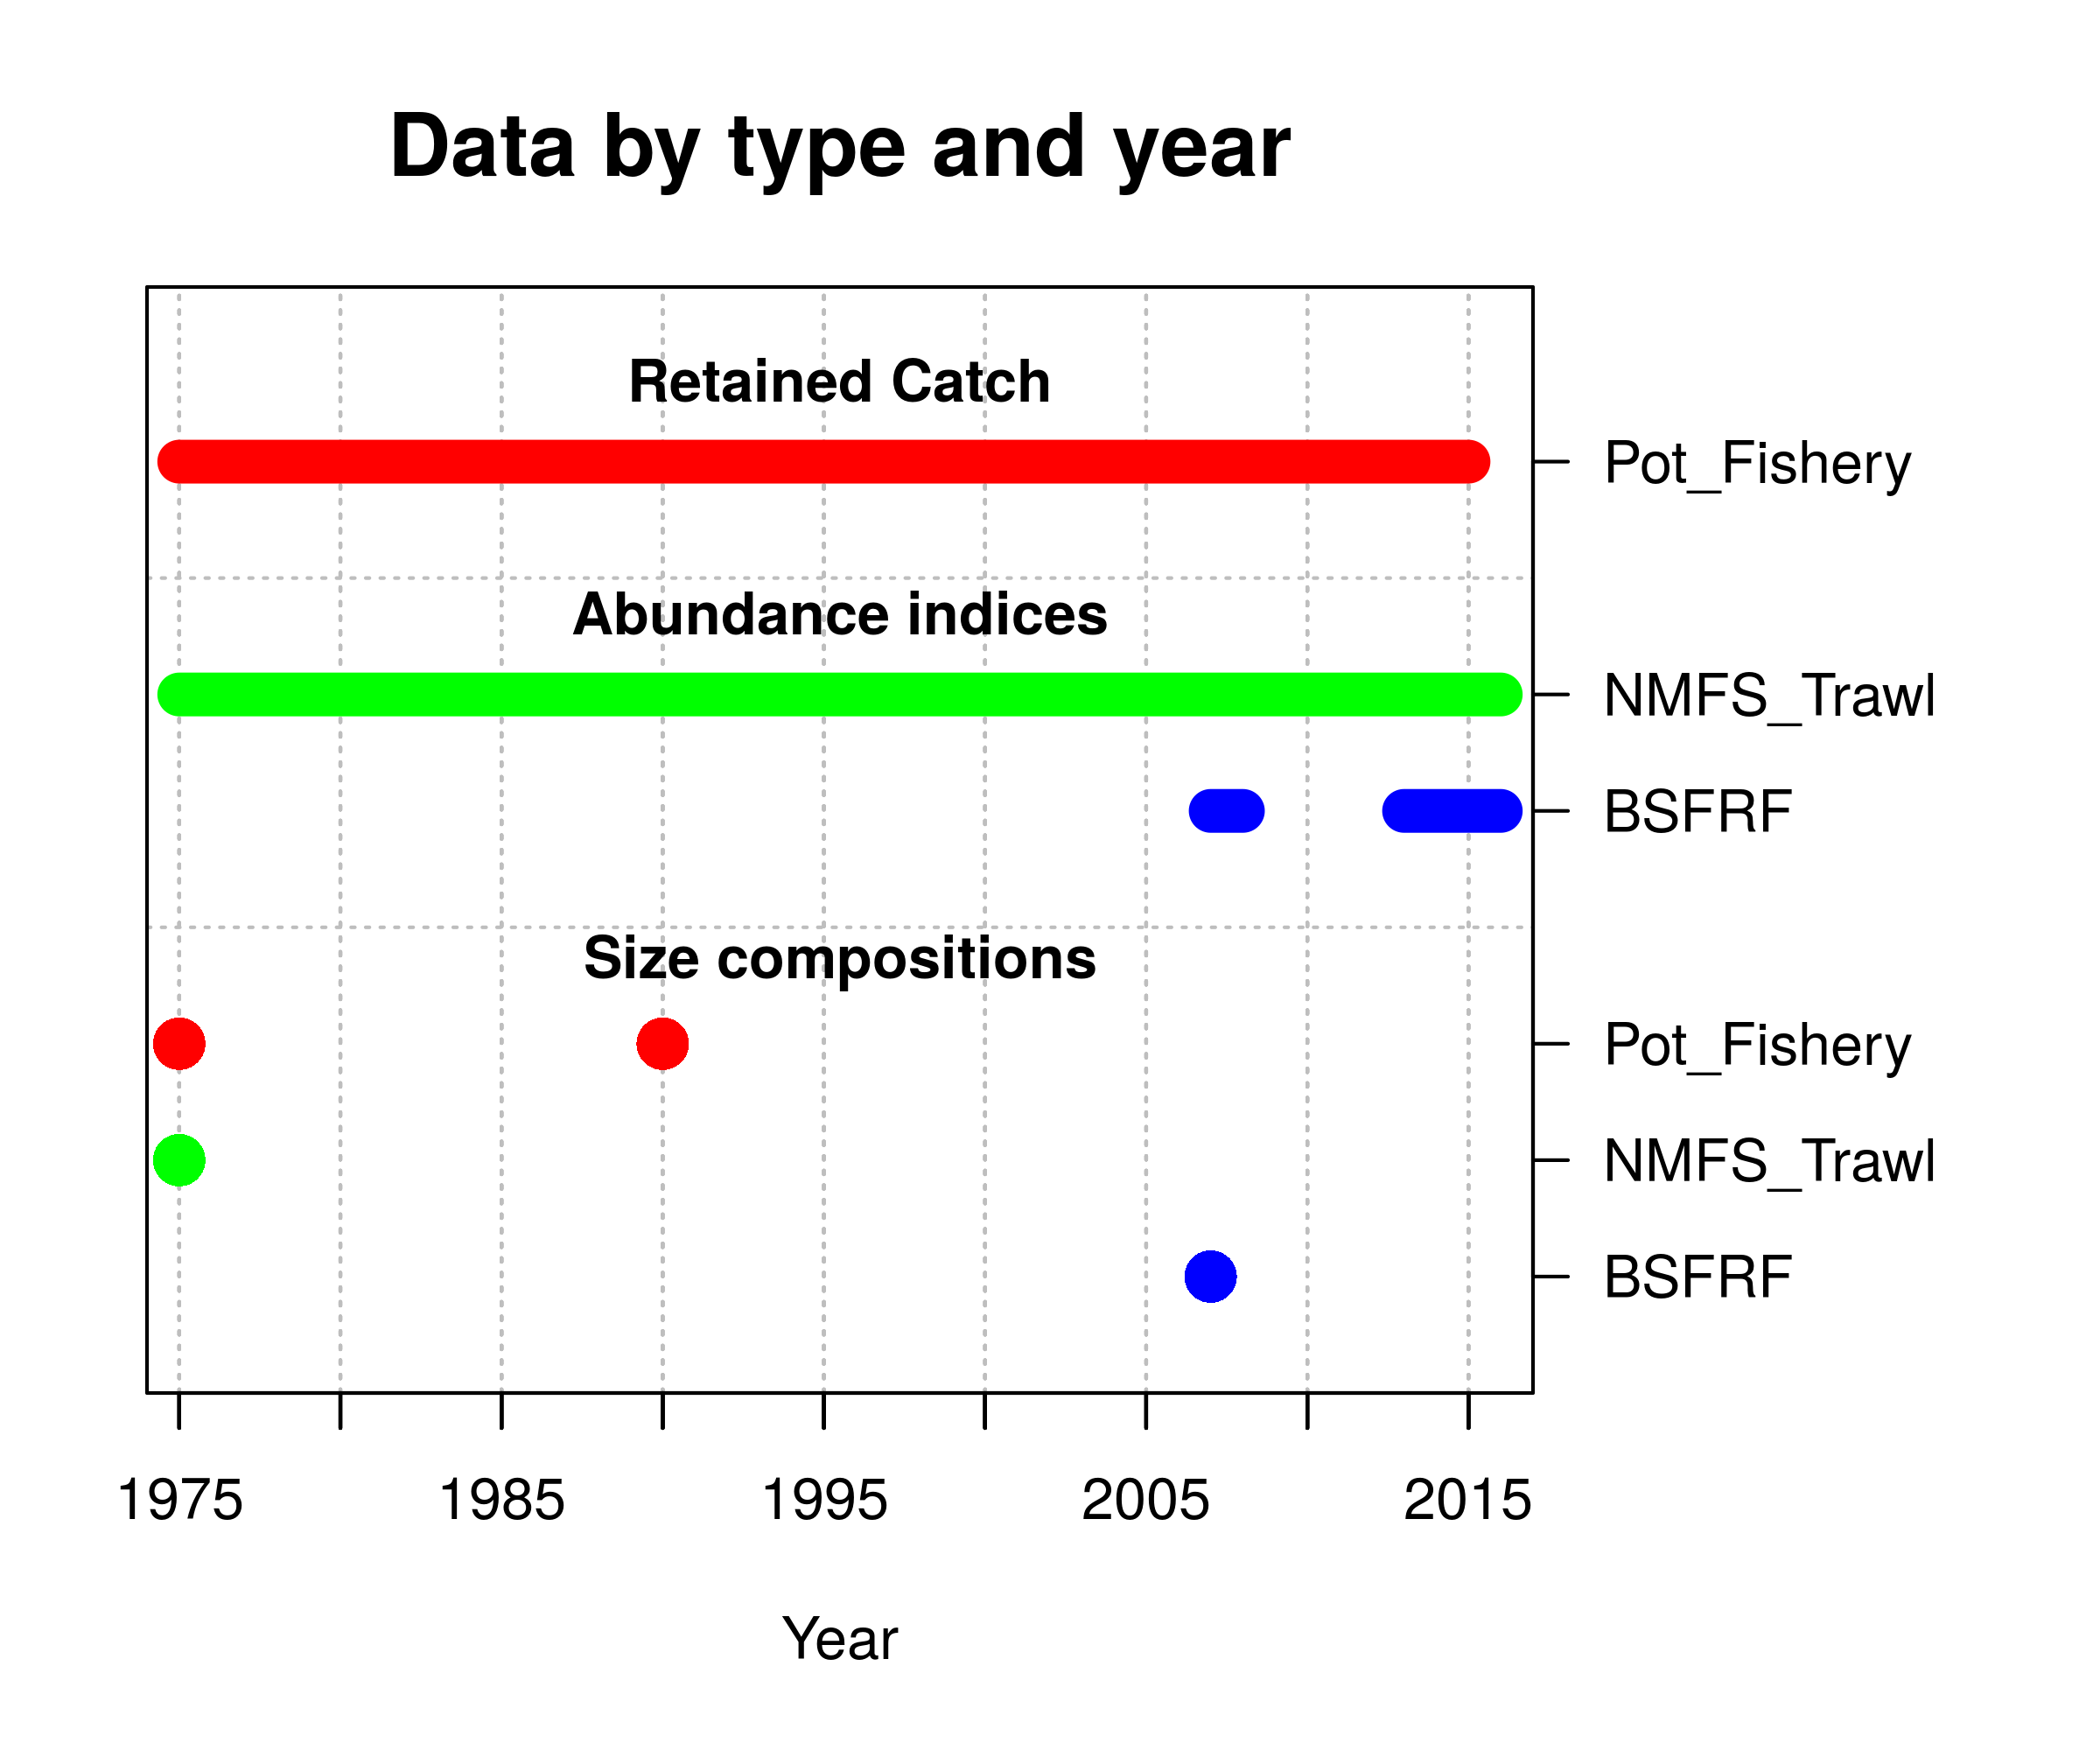 Data by type and year
Retained Catch
Pot_Fishery
Abundance indices
NMFS_Trawl
BSFRF
Size compositions
Pot_Fishery
NMFS_Trawl
BSFRF
1975 1985 1995 2005 2015
Year